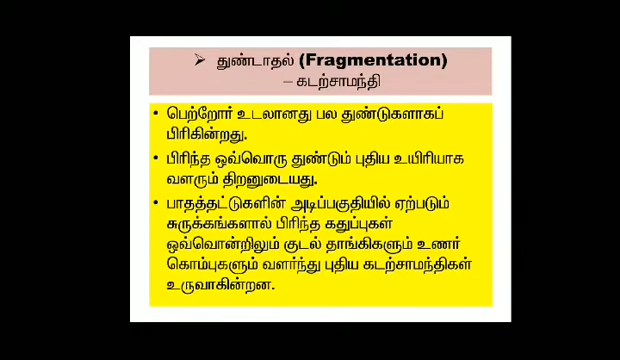 ➢ துண்டாதல் (Fragmentation)
– கடற்சாமந்தி
• பெற்றோர் உடலானது பல துண்டுகளாகப்
பிரிகின்றது.
• பிரிந்த ஒவ்வொரு துண்டும் புதிய உயிரியாக
வளரும் திறனுடையது.
• பாதத்தட்டுகளின் அடிப்பகுதியில் ஏற்படும்
சுருக்கங்களால் பிரிந்த கதுப்புகள்
ஒவ்வொன்றிலும் குடல் தாங்கிகளும் உணர்
கொம்புகளும் வளர்ந்து புதிய கடற்சாமந்திகள்
உருவாகின்றன.